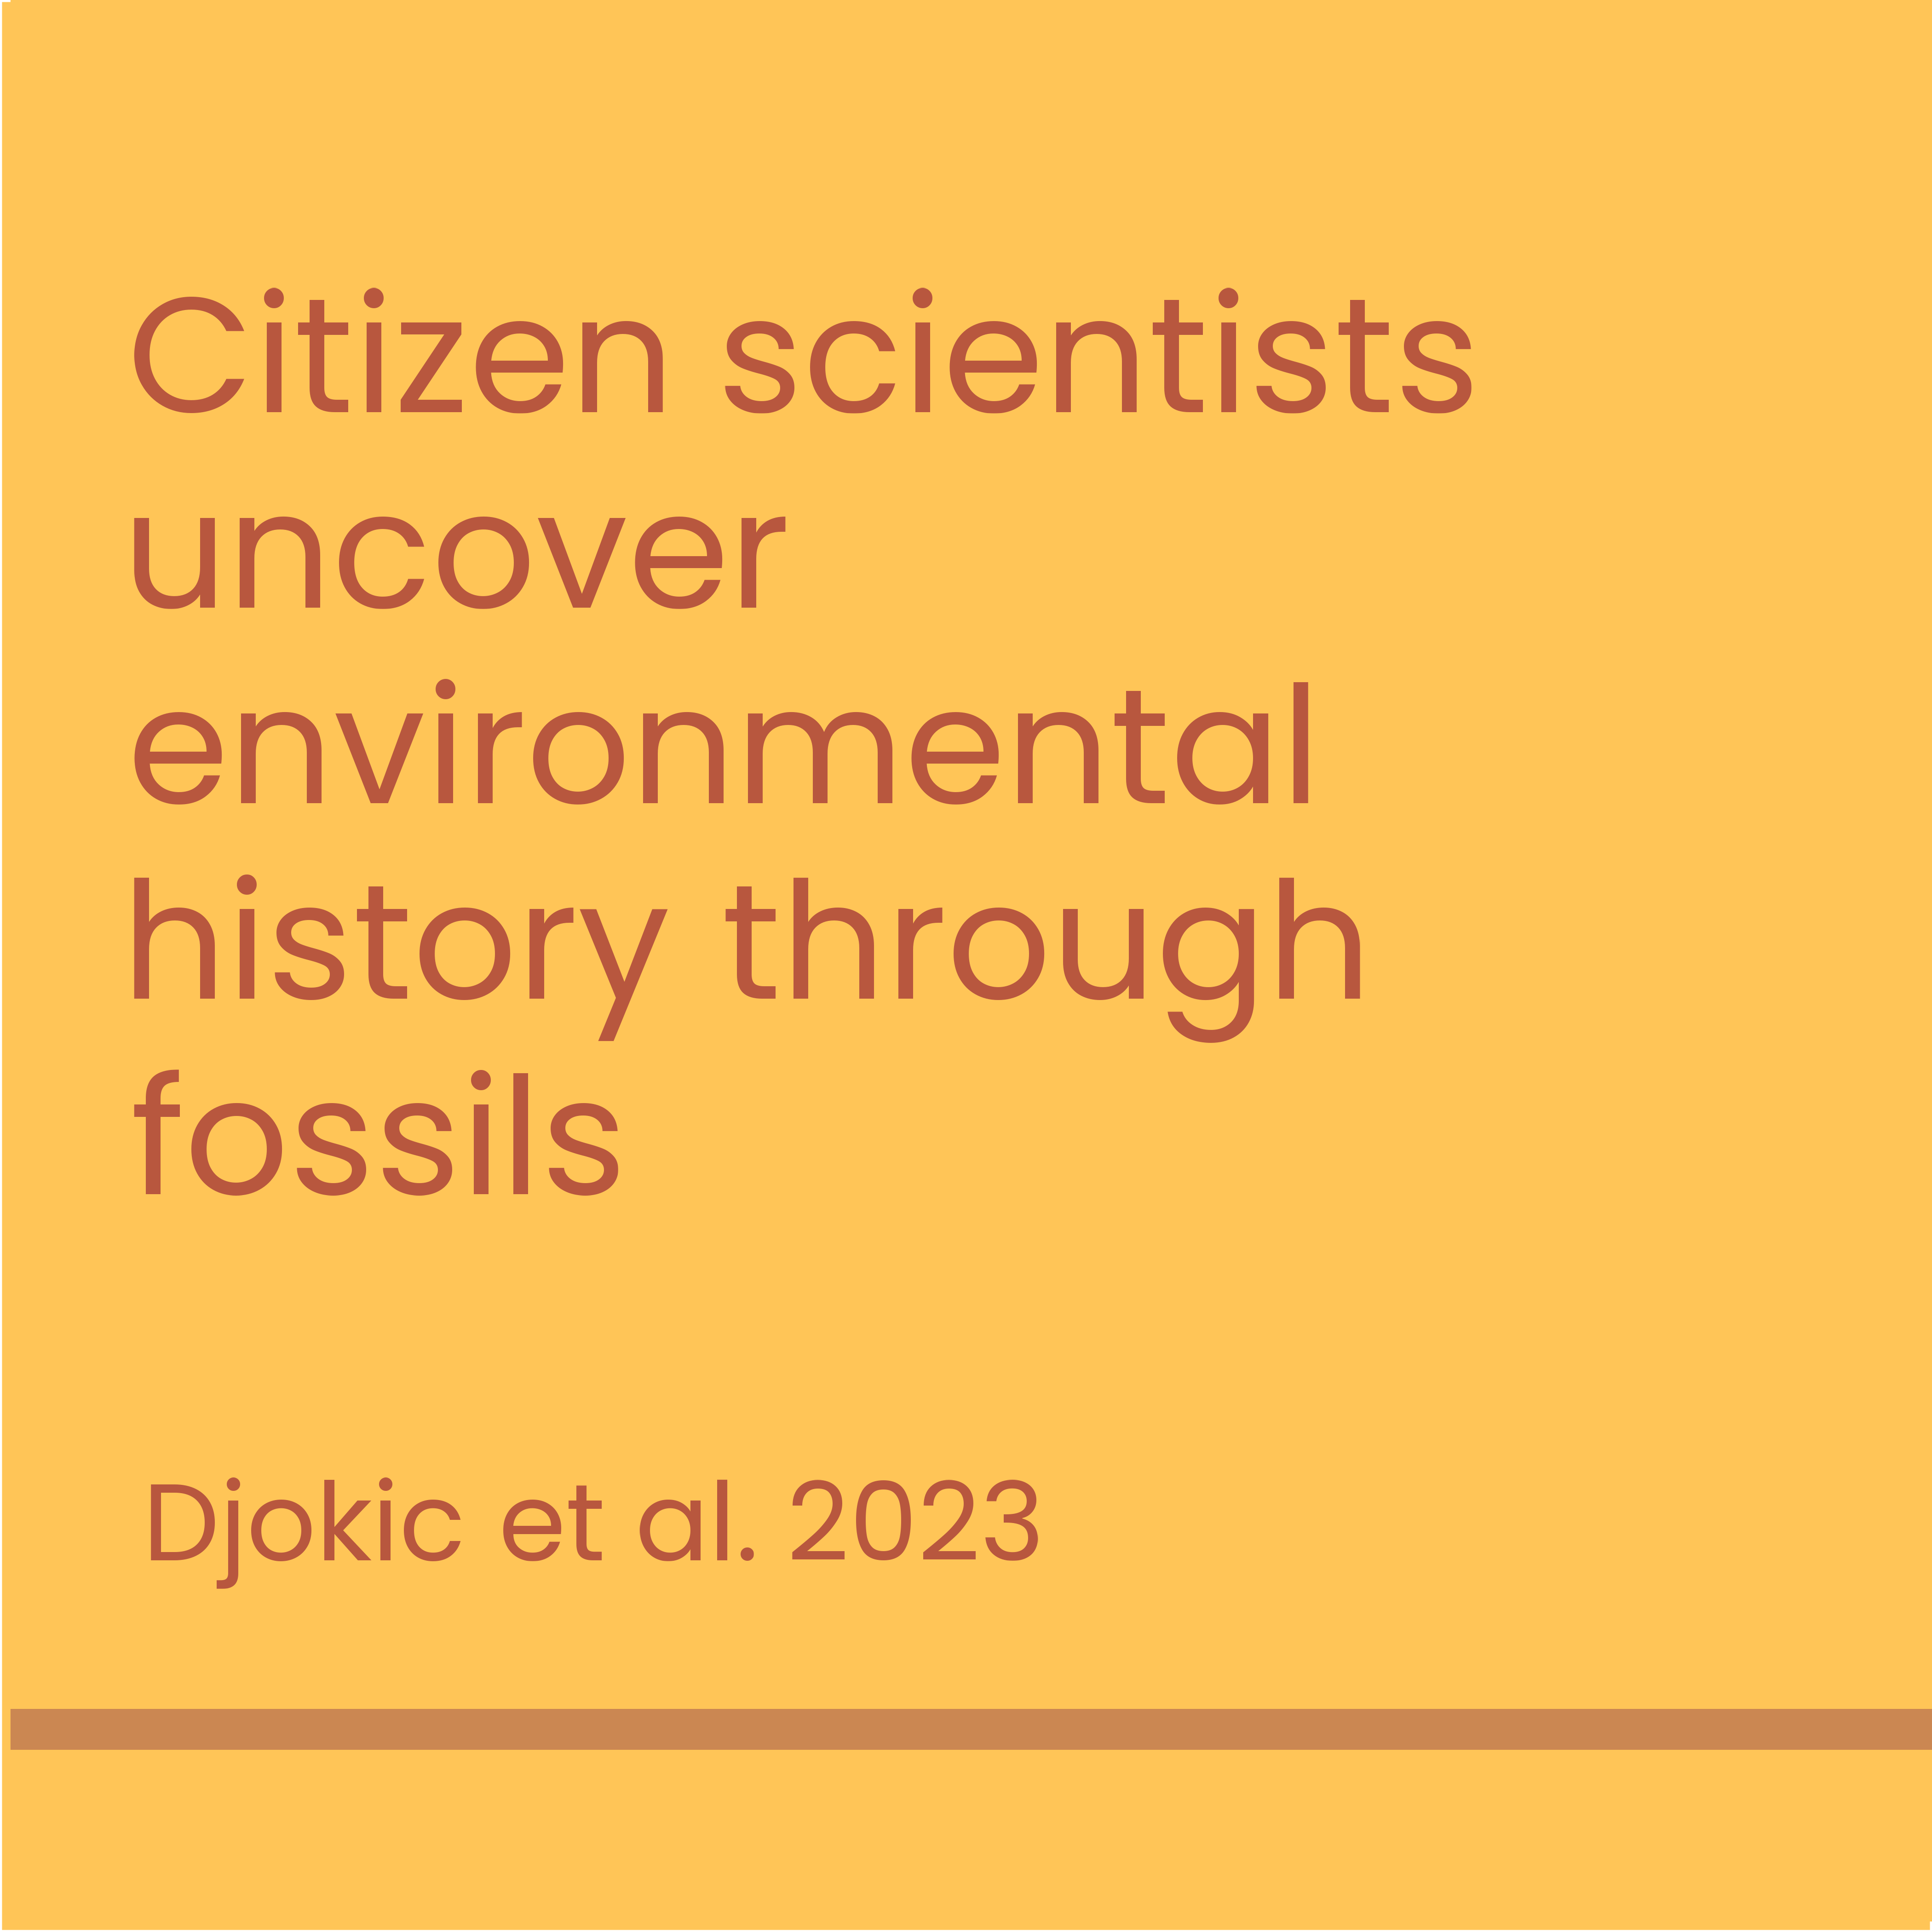 Citizen scientists
uncover
environmental
history through
fossils
Djokic et al. 2023